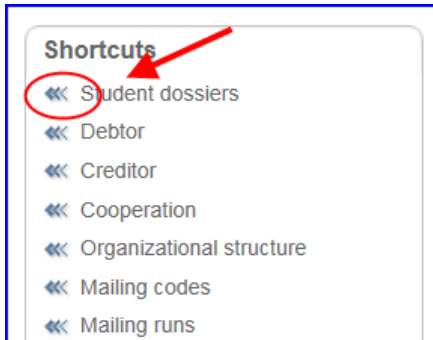 Shortcuts
Student dossiers
Debtor
Creditor
Cooperation
Organizational structure
Mailing codes
Mailing runs